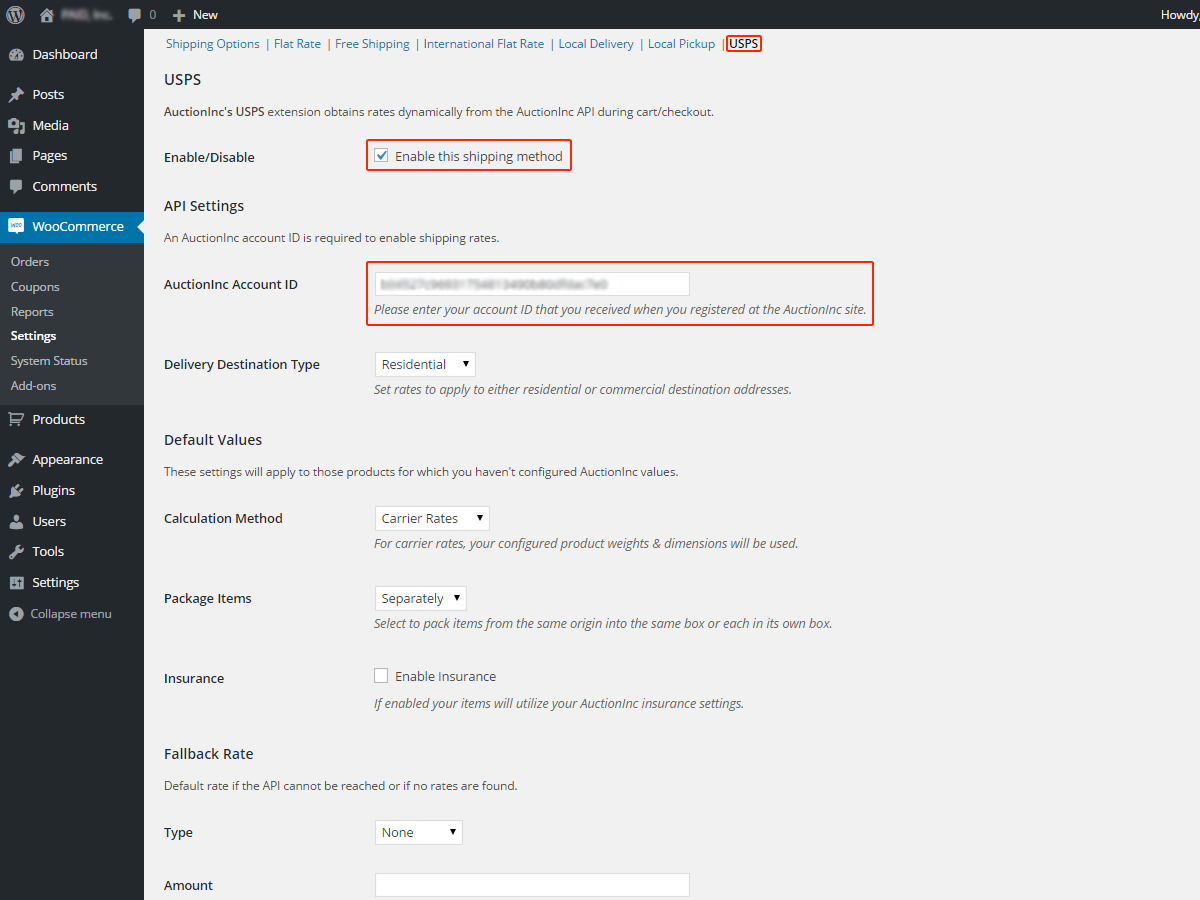 0 New Howdy,
Dashboard
Posts
Media
Pages
Comments
WooCommerce
Orders
Coupons
Reports
Settings
System Status
Add-ons
Products
Appearance
Plugins
Users
Tools
Settings
Collapse menu
Shipping Options | Flat Rate | Free Shipping | International Flat Rate | Local Delivery | Local Pickup | USPS
USPS
AuctionInc's USPS extension obtains rates dynamically from the AuctionInc API during cart/checkout.
Enable/Disable Enable this shipping method
API Settings
An AuctionInc account ID is required to enable shipping rates.
AuctionInc Account ID
Please enter your account ID that you received when you registered at the AuctionInc site.
Delivery Destination Type Residential
Set rates to apply to either residential or commercial destination addresses.
Default Values
These settings will apply to those products for which you haven't configured AuctionInc values.
Calculation Method Carrier Rates
For carrier rates, your configured product weights & dimensions will be used.
Package Items Separately
Select to pack items from the same origin into the same box or each in its own box.
Insurance Enable Insurance
If enabled your items will utilize your AuctionInc insurance settings.
Fallback Rate
Default rate if the API cannot be reached or if no rates are found.
Type None
Amount